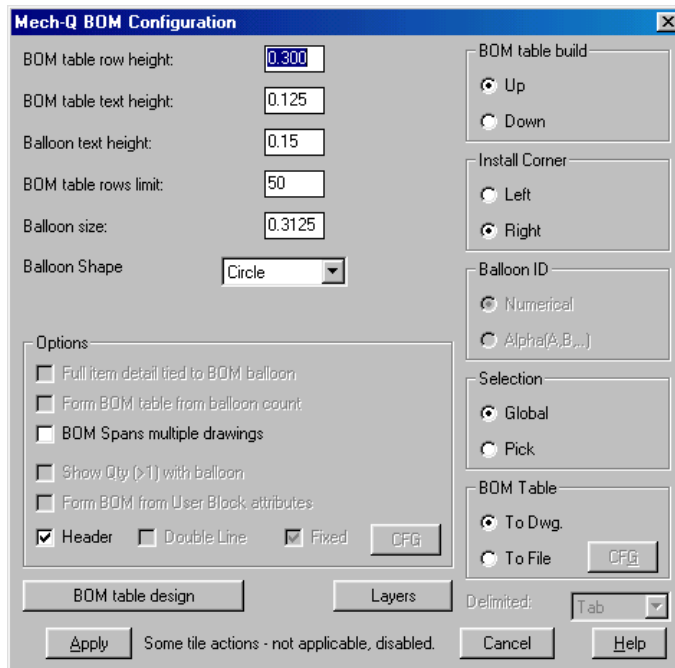 Mech-Q BOM Configuration
BOM table row height: 0.300
BOM table text height: 0.125
Balloon text height: 0.15
BOM table rows limit: 50
Balloon size: 0.3125
Balloon Shape Circle
Options
Full item detail tied to BOM balloon
Form BOM table from balloon count
BOM Spans multiple drawings
Show Qty (>1) with balloon
Form BOM from User Block attributes
Header Double Line Fixed CFG
BOM table build
Up
Down
Install Corner
Left
Right
Balloon ID
Numerical
Alpha(A,B,..)
Selection
Global
Pick
BOM Table
To Dwg.
To File CFG
BOM table design Layers Delimited: Tab
Apply Some tile actions - not applicable, disabled. Cancel Help